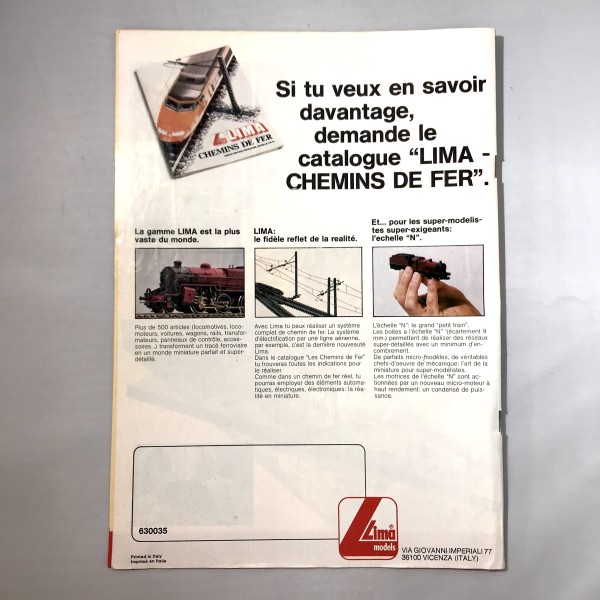 LIMA
CHEMINS DE FER
Si tu veux en savoir
davantage,
demande le
catalogue “LIMA -
CHEMINS DE FER”.
La gamme LIMA est la plus
vaste du monde.
Plus de 500 articles (locomotives, loco-
moteurs, voitures, wagons, rails, transfor-
mateurs, panneaux de contrôle, acces-
soires..) transforment un tracé ferroviaire
en un monde miniature parfait et super-
détaillé.
LIMA:
le fidèle reflet de la realité.
Avec Lima tu peux réaliser un système
complet de chemin de fer. Le système
d'électrification par une ligne aérienne,
par exemple, c'est la dernière nouveauté
Lima.
Dans le catalogue "Les Chemins de Fer"
tu trouveras toutes les indications pour
le réaliser.
Comme dans un chemin de fer réel, tu
pourras employer des éléments automa-
tiques, électriques, électroniques: la réa-
lité en miniature.
Et... pour les super-modelis-
tes super-exigeants:
l'echelle “N”.
L'échelle "N": le grand "petit train".
Les boites a l'échelle "N" (écartement 9
mm.) permettent de réaliser des réseaux
super-détaillés avec un minimum d'en-
combrement.
De parfaits micro-modèles, de véritables
chefs-d'oeuvre de mécanique: l'art de la
miniature pour super-modélistes.
Les motrices de l'échelle "N" sont ac-
tionnées par un nouveau micro-moteur à
haut rendement: un condensé de puis-
sance.
630035
Printed in Italy
Imprimé en Italie
Lima
models
VIA GIOVANNI IMPERIALI 77
36100 VICENZA (ITALY)